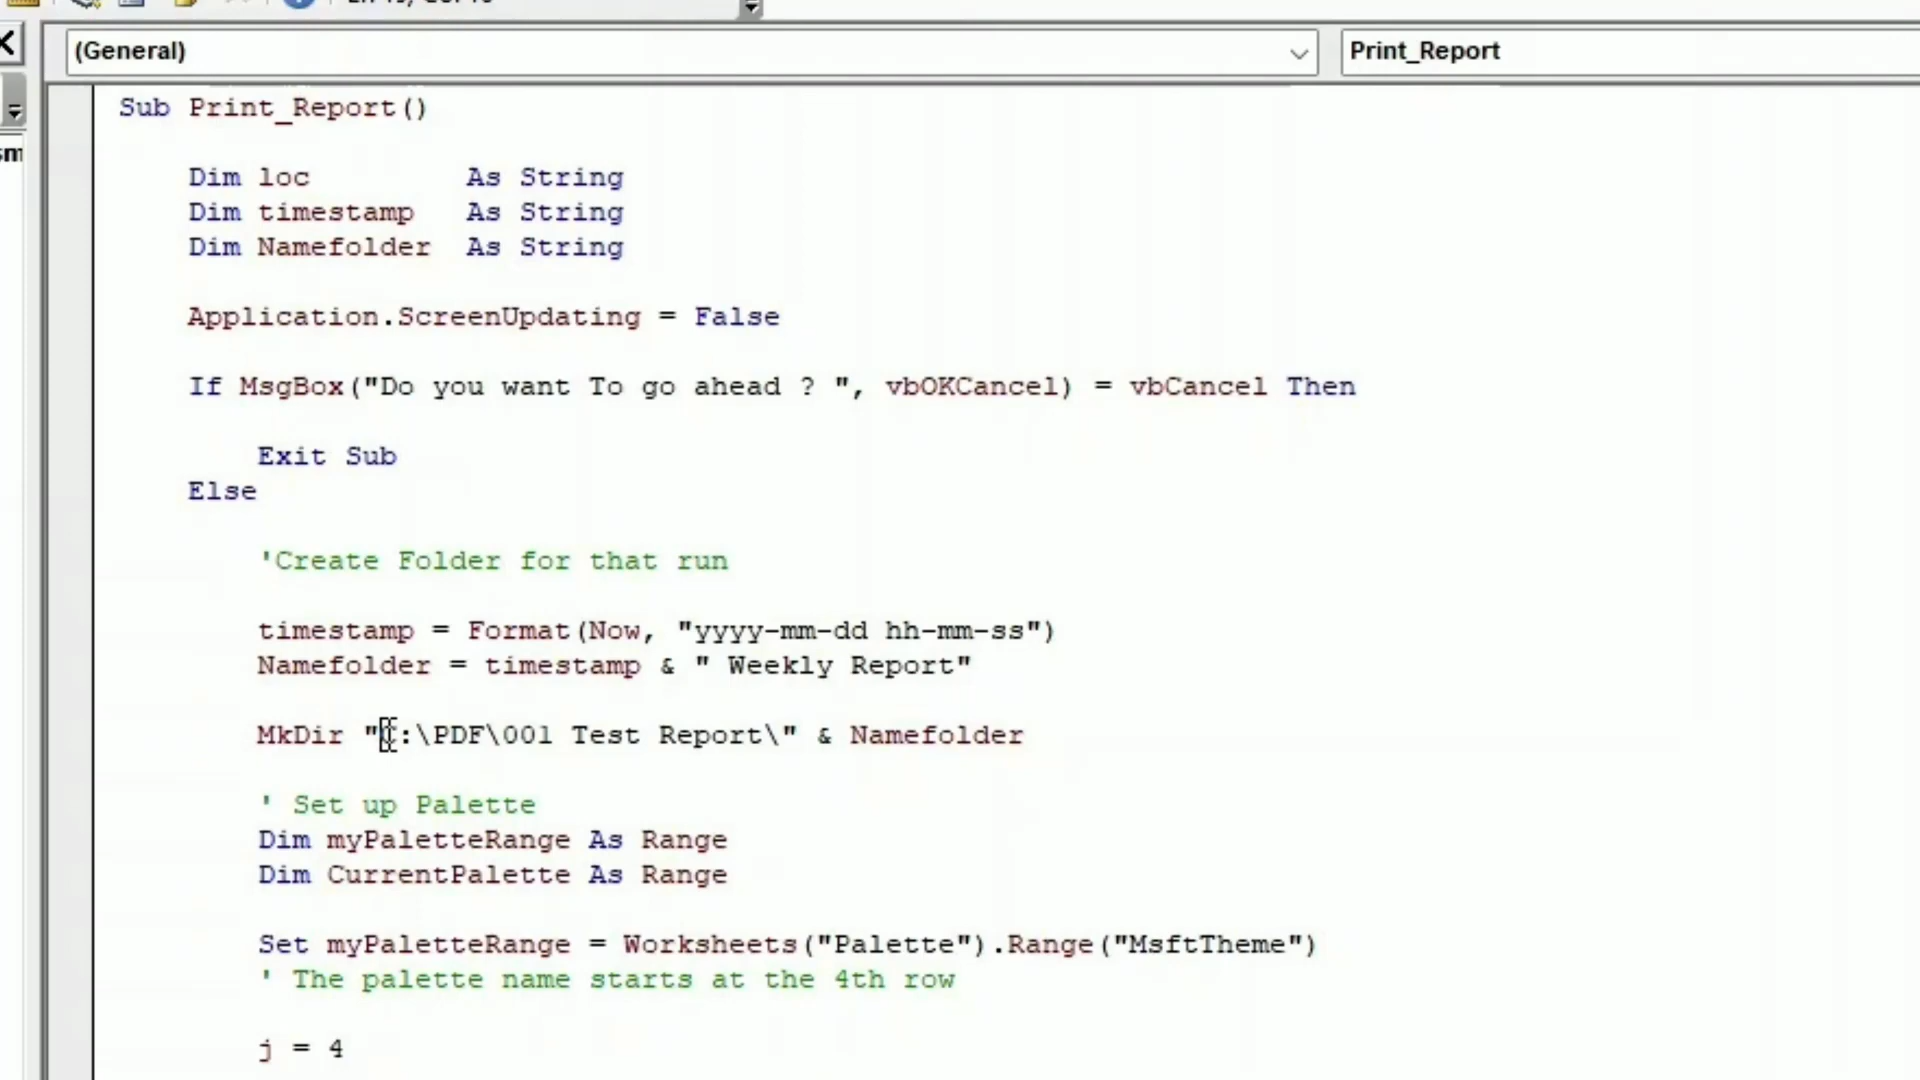 (General)
Print_Report
Sub Print_Report()
Dim loc As String
Dim timestamp As String
Dim Namefolder As String
Application.ScreenUpdating = False
If MsgBox("Do you want To go ahead ? ", vbOKCancel) = vbCancel Then
Exit Sub
Else
'Create Folder for that run
timestamp = Format(Now, "yyyy-mm-dd hh-mm-ss")
Namefolder = timestamp & " Weekly Report"
MkDir "C:\PDF\001 Test Report\" & Namefolder
' Set up Palette
Dim myPaletteRange As Range
Dim CurrentPalette As Range
Set myPaletteRange = Worksheets("Palette").Range("MsftTheme")
' The palette name starts at the 4th row
j = 4